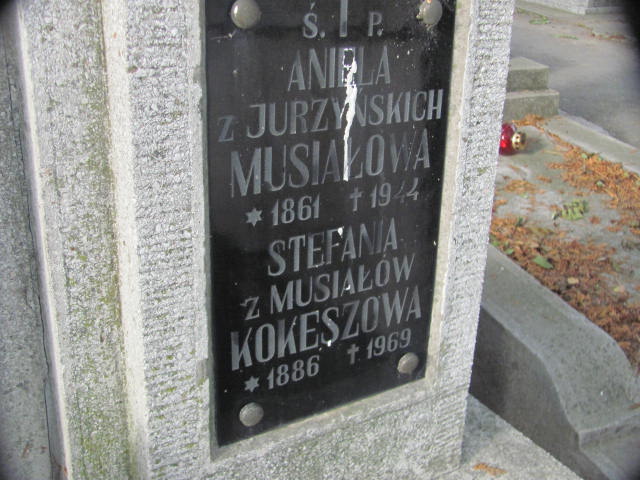 Ś. † P.
ANIELA
z JURZYŃSKICH
MUSIAŁOWA
* 1861 † 1944
STEFANIA
z MUSIAŁÓW
KOKESZOWA
* 1886 † 1969